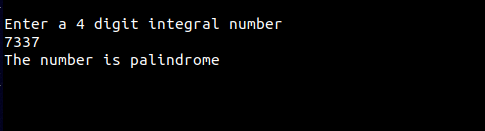 Enter a 4 digit integral number
7337
The number is palindrome